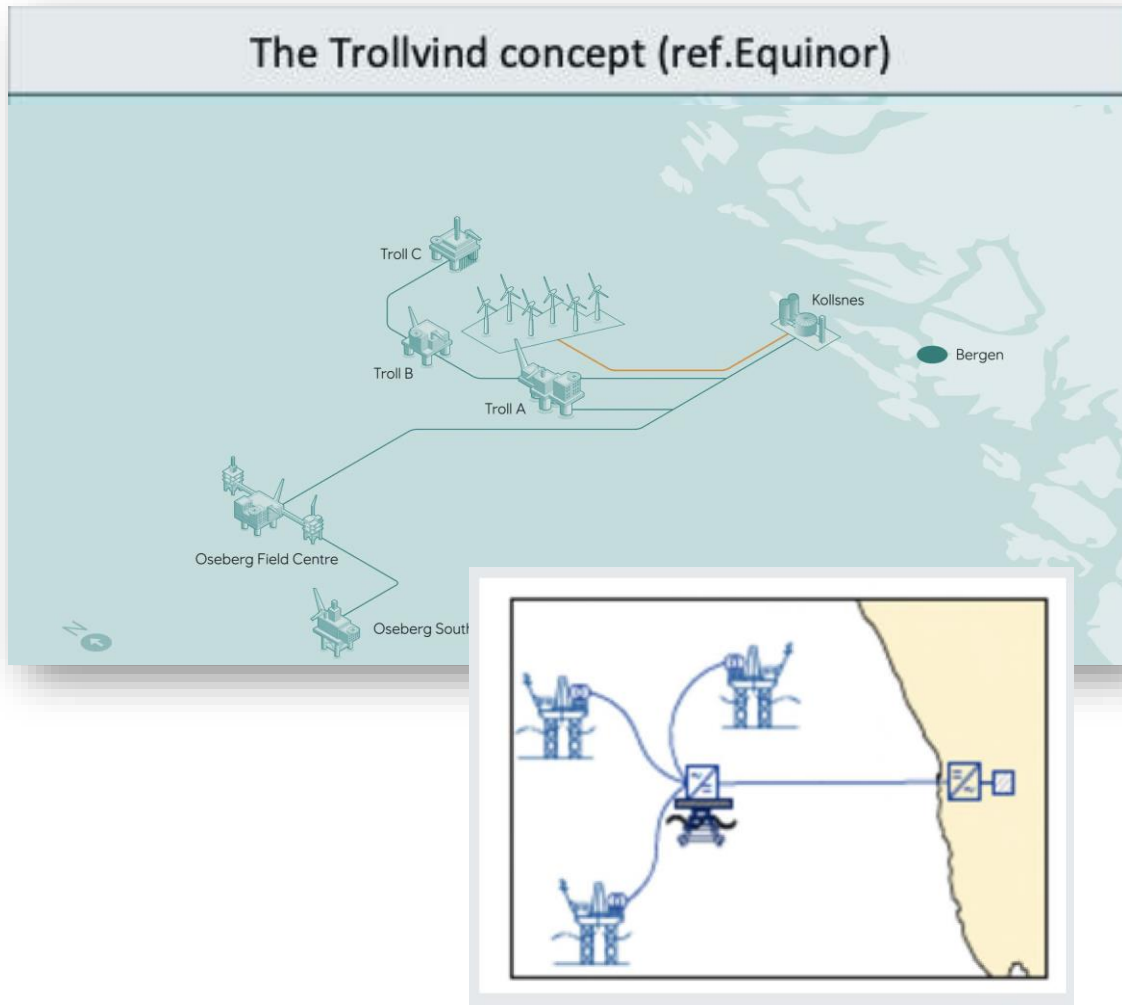 The Trollvind concept (ref.Equinor)
Troll C
Kollsnes
Bergen
Troll B
Troll A
Oseberg Field Centre
Oseberg South
N